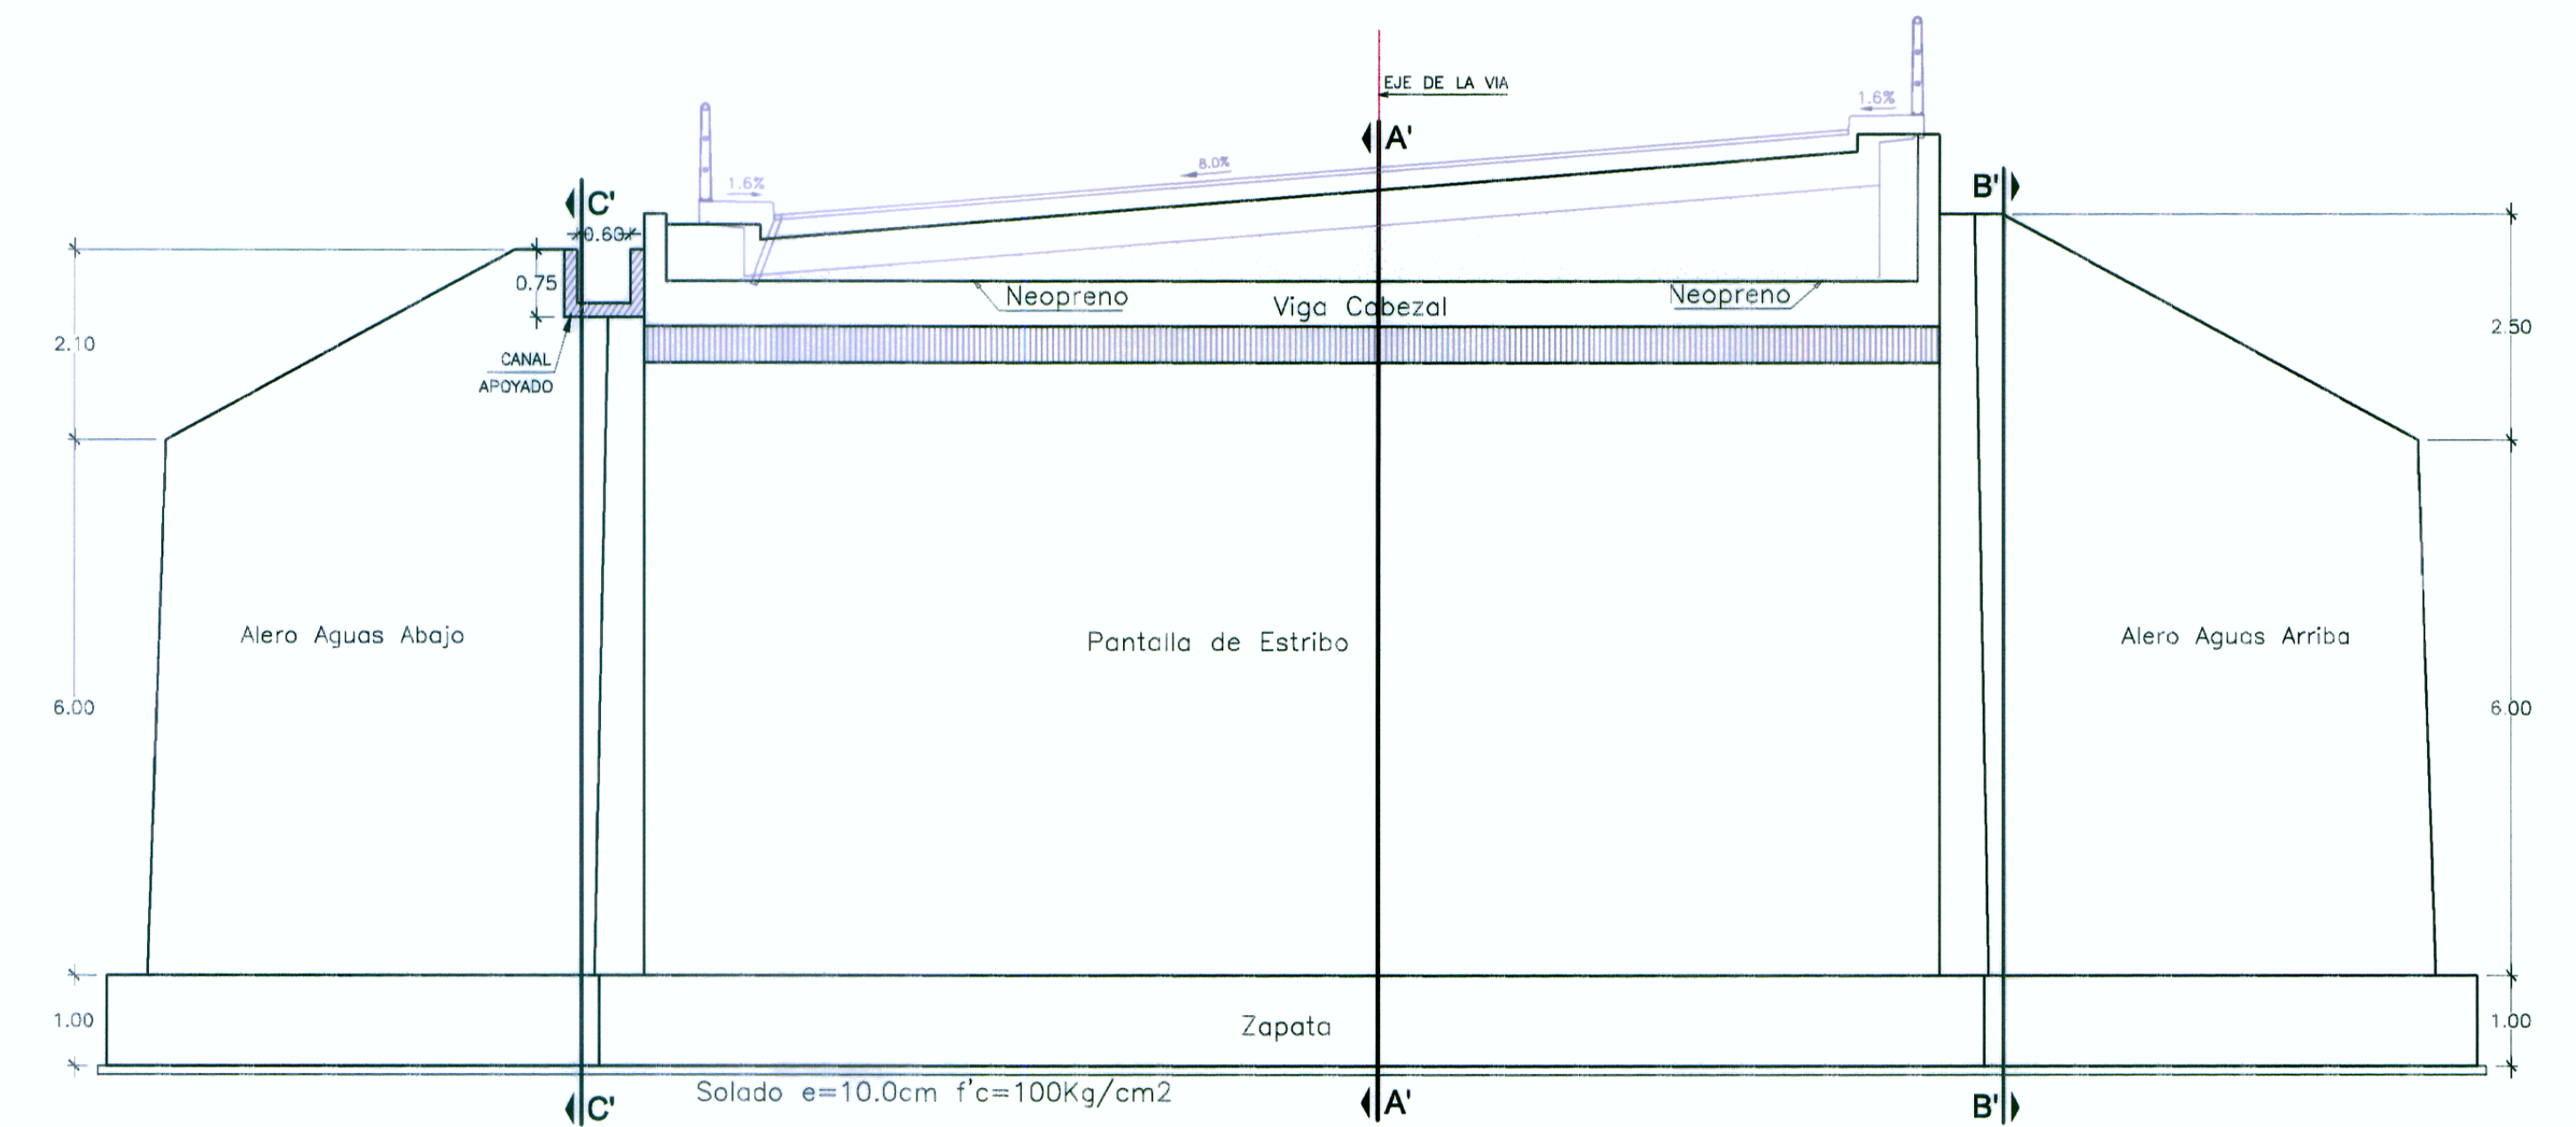 EJE DE LA VIA
1.6%
A'
8.0%
1.6%
B'
C'
0.60
0.75
Neopreno
Neopreno
Viga Cabezal
2.10
2.50
CANAL
APOYADO
Alero Aguas Abajo
Pantalla de Estribo
Alero Aguas Arriba
6.00
6.00
1.00
Zapata
1.00
Solado e=10.0cm f'c=100Kg/cm2
C'
A'
B'